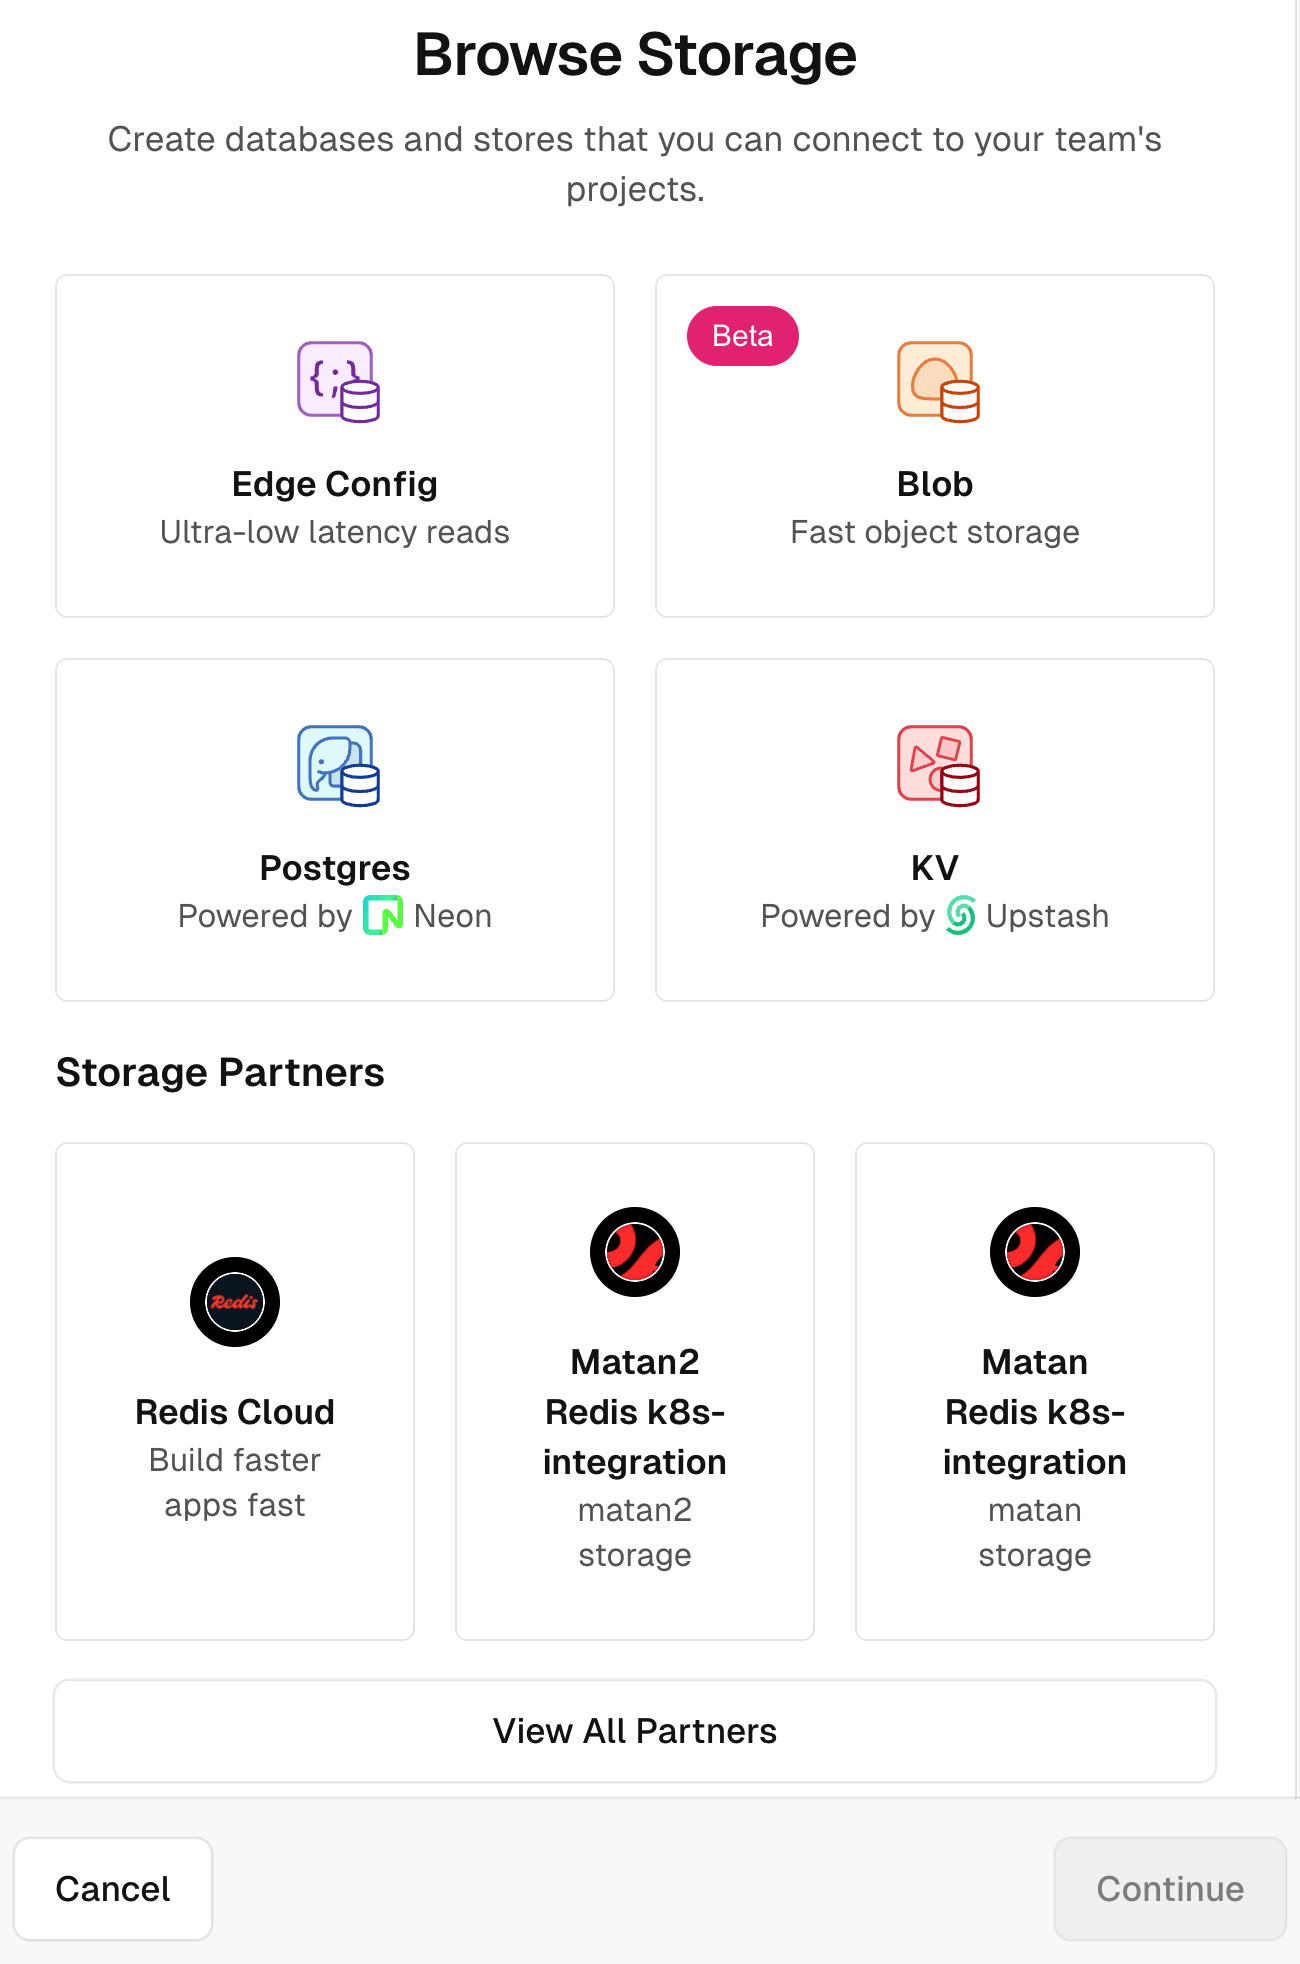 Browse Storage
Create databases and stores that you can connect to your team's
projects.
Beta
Edge Config
Ultra-low latency reads
Blob
Fast object storage
Postgres
Powered by Neon
KV
Powered by Upstash
Storage Partners
Redis
Redis Cloud
Build faster
apps fast
Matan2
Redis k8s-
integration
matan2
storage
Matan
Redis k8s-
integration
matan
storage
View All Partners
Cancel
Continue